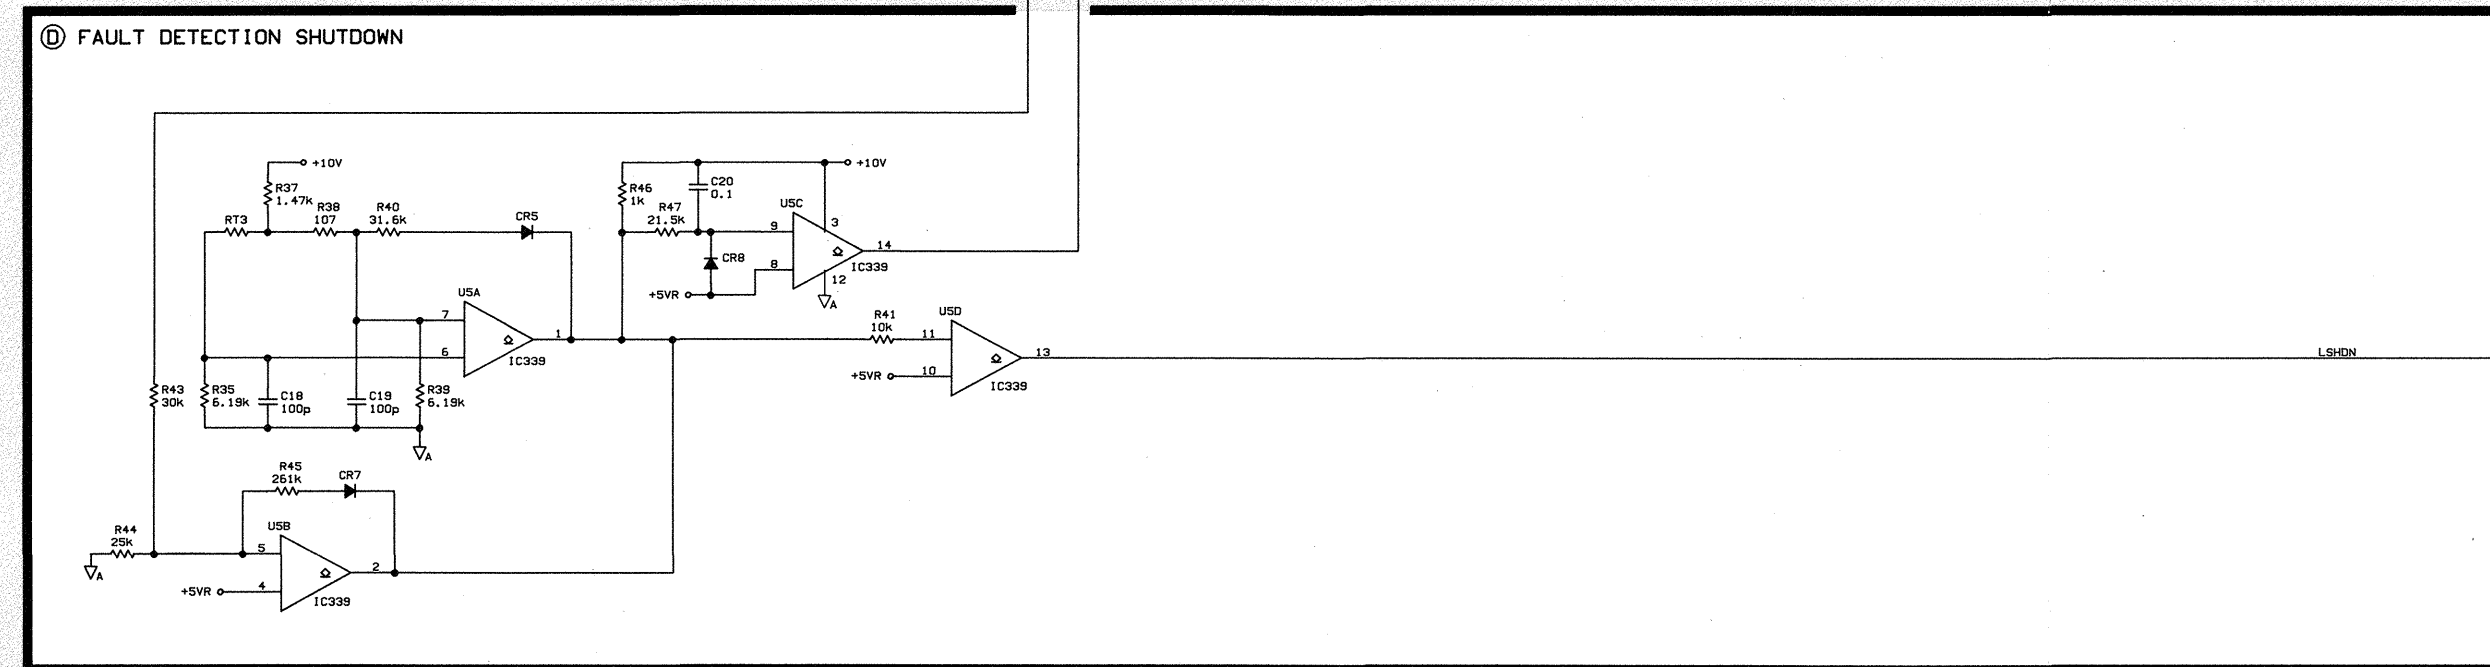 D FAULT DETECTION SHUTDOWN
+10V
R37
1.47k
RT3
R38
107
R40
31.6k
CR5
R46
1k
C20
0.1
+10V
R47
21.5k
U5C
9
3
8
14
IC339
12
A
CR8
+5VR
U5A
7
1
6
IC339
R41
10k
U5D
11
13
+5VR
10
IC339
LSHDN
R43
30k
R35
6.19k
C18
100p
C19
100p
R39
6.19k
A
R45
261k
CR7
R44
25k
A
U5B
5
2
+5VR
4
IC339